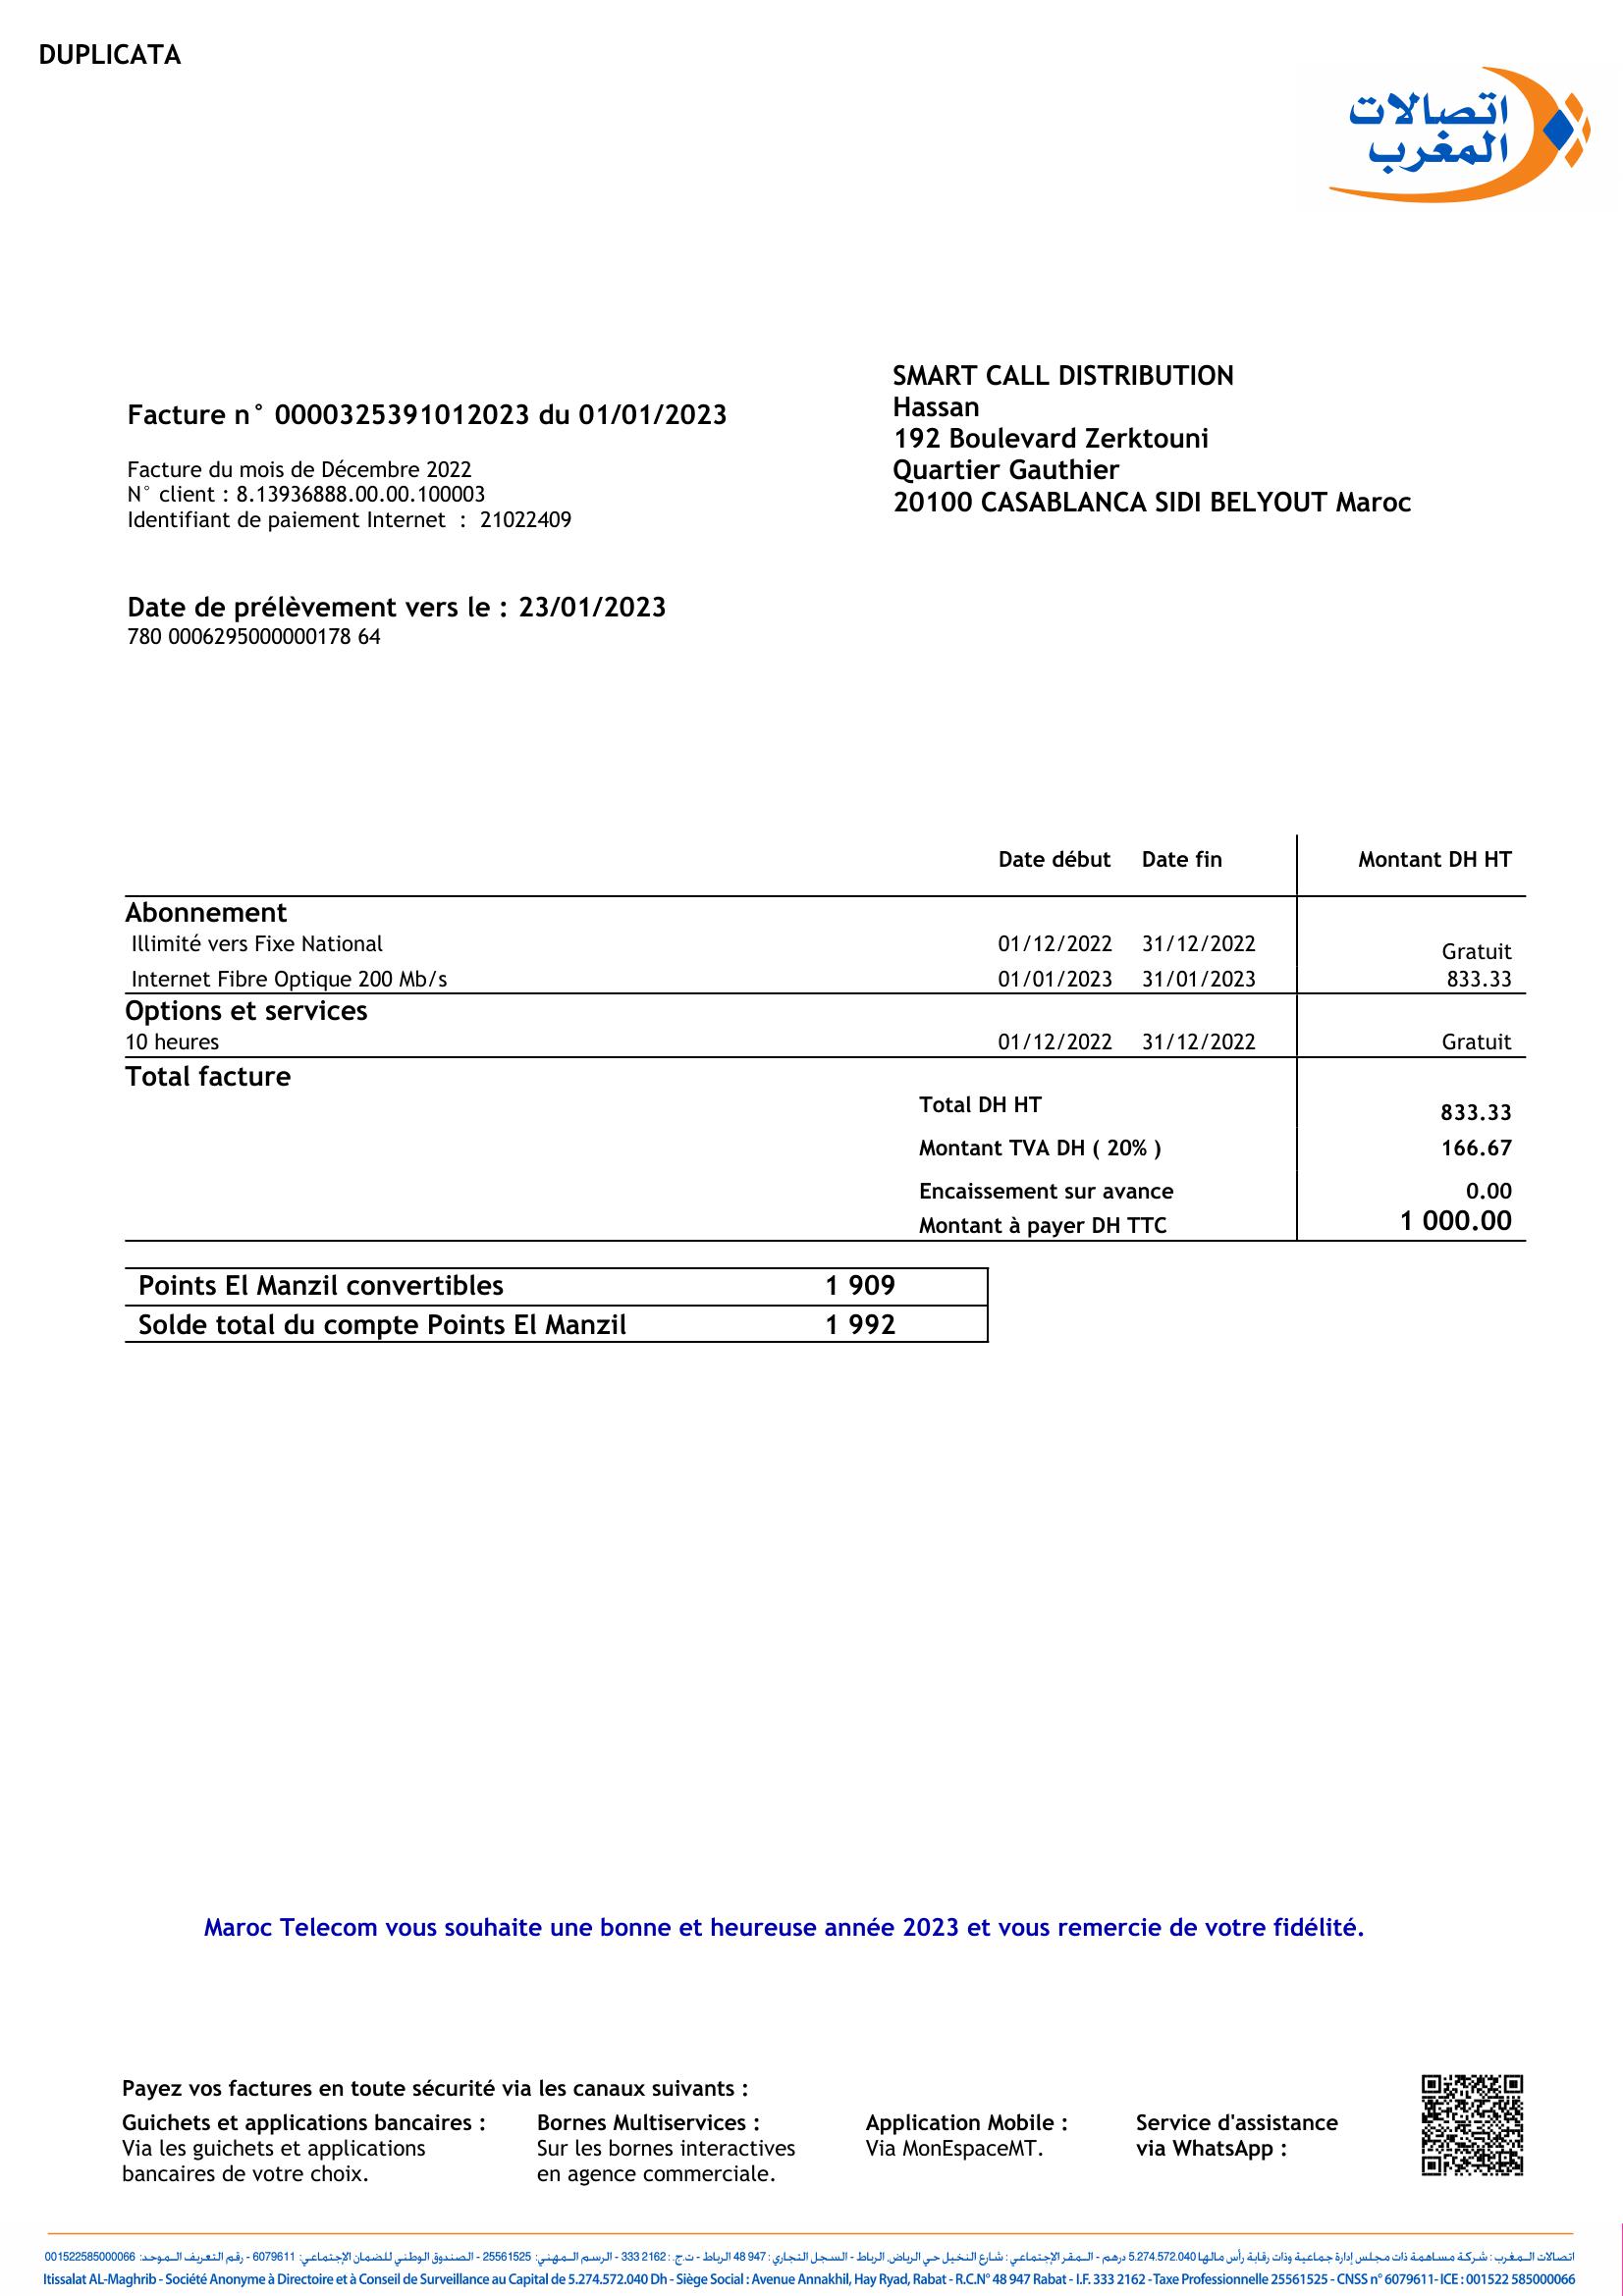 DUPLICATA
اتصالات
المغرب
SMART CALL DISTRIBUTION
Hassan
192 Boulevard Zerktouni
Quartier Gauthier
20100 CASABLANCA SIDI BELYOUT Maroc
Facture n° 0000325391012023 du 01/01/2023
Facture du mois de Décembre 2022
N° client : 8.13936888.00.00.100003
Identifiant de paiement Internet : 21022409
Date de prélèvement vers le : 23/01/2023
780 0006295000000178 64
Date début Date fin Montant DH HT
Abonnement
Illimité vers Fixe National 01/12/2022 31/12/2022 Gratuit
Internet Fibre Optique 200 Mb/s 01/01/2023 31/01/2023 833.33
Options et services
10 heures 01/12/2022 31/12/2022 Gratuit
Total facture
Total DH HT 833.33
Montant TVA DH ( 20% ) 166.67
Encaissement sur avance 0.00
Montant à payer DH TTC 1 000.00
Points El Manzil convertibles 1 909
Solde total du compte Points El Manzil 1 992
Maroc Telecom vous souhaite une bonne et heureuse année 2023 et vous remercie de votre fidélité.
Payez vos factures en toute sécurité via les canaux suivants :
Guichets et applications bancaires :
Via les guichets et applications
bancaires de votre choix.
Bornes Multiservices :
Sur les bornes interactives
en agence commerciale.
Application Mobile :
Via MonEspaceMT.
Service d'assistance
via WhatsApp :
اتصالات المغرب : شركة مساهمة ذات مجلس إدارة جماعية وذات رقابة رأس مالها 5.274.572.040 درهم - المقر الإجتماعي : شارع النخيل حي الرياض, الرباط - السجل التجاري : 947 48 الرباط - ت.ج. : 2162 333 - الرسم المهني: 25561525 - الصندوق الوطني للضمان الإجتماعي: 6079611 - رقم التعريف الموحد: 001522585000066
Itissalat AL-Maghrib - Société Anonyme à Directoire et à Conseil de Surveillance au Capital de 5.274.572.040 Dh - Siège Social : Avenue Annakhil, Hay Ryad, Rabat - R.C.N° 48 947 Rabat - I.F. 333 2162 - Taxe Professionnelle 25561525 - CNSS n° 6079611- ICE : 001522 585000066